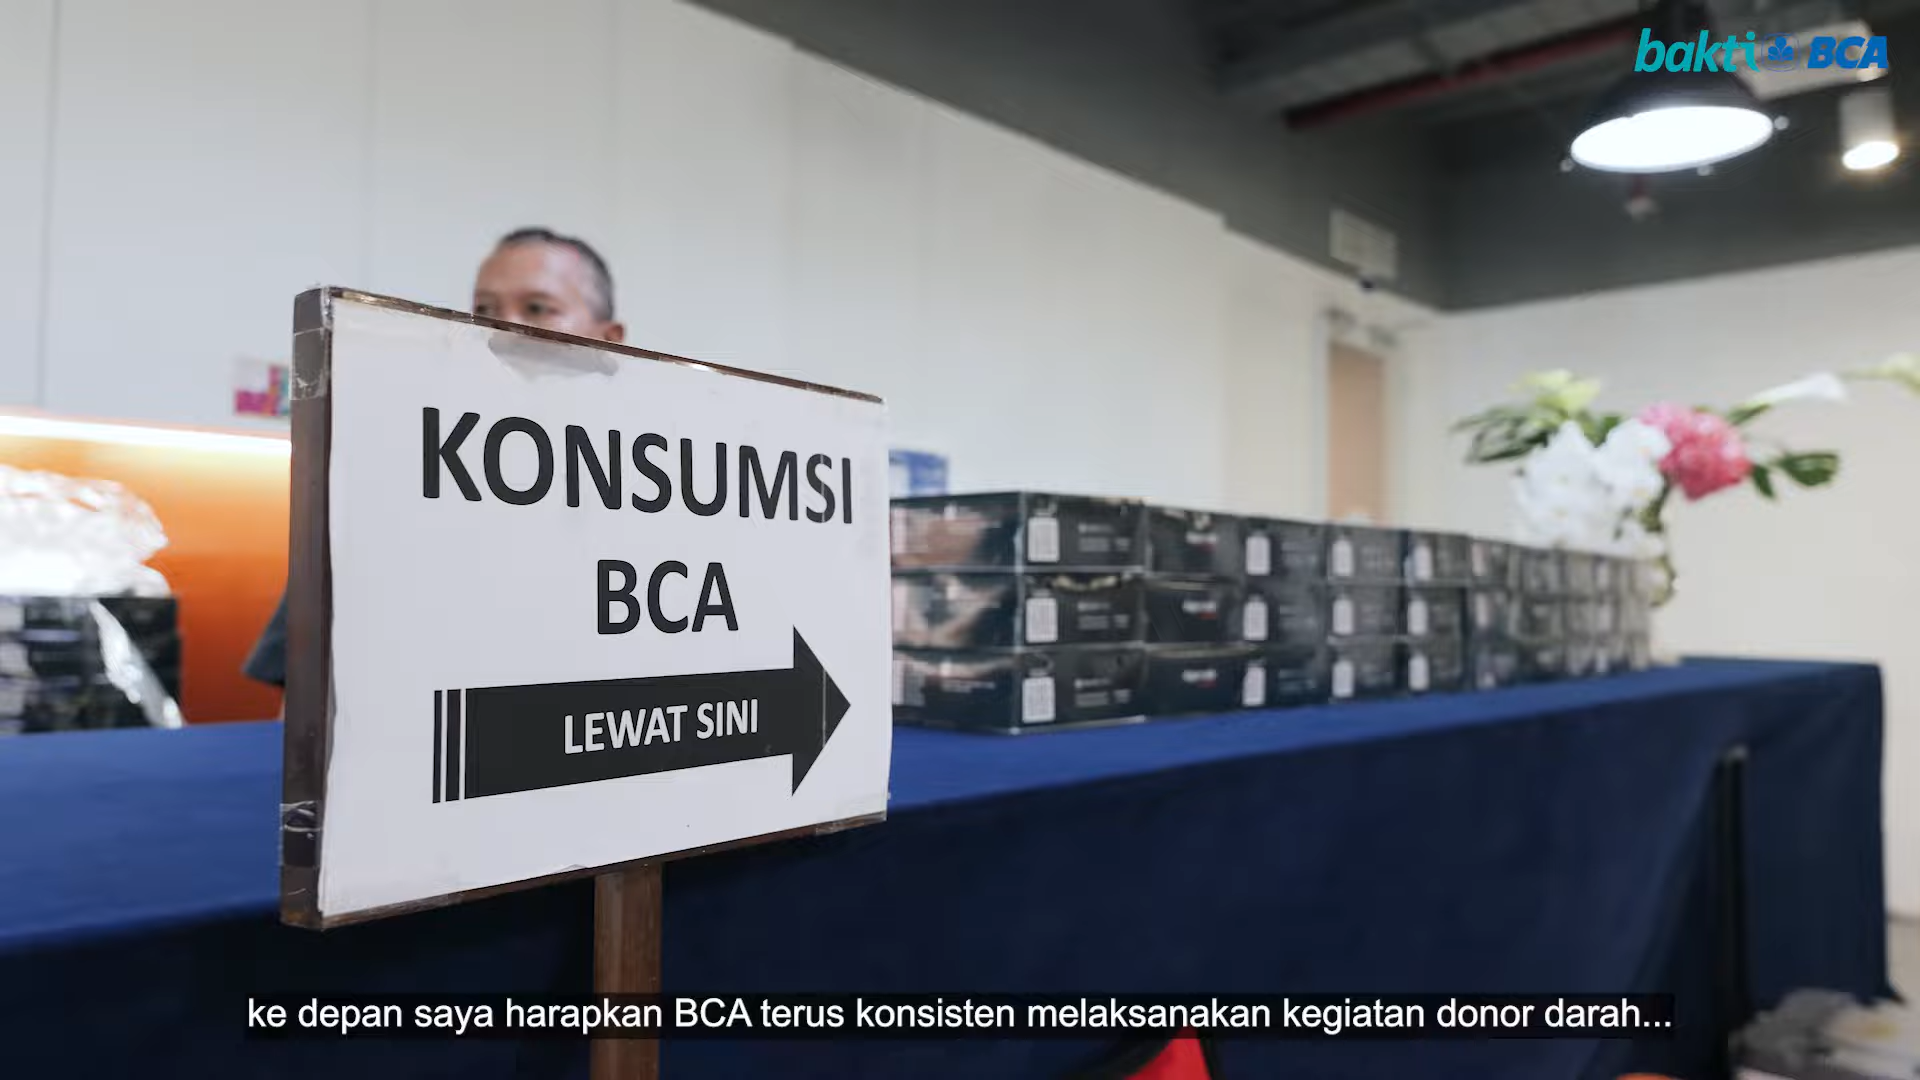 bakti BCA
KONSUMSI
BCA
LEWAT SINI
ke depan saya harapkan BCA terus konsisten melaksanakan kegiatan donor darah...